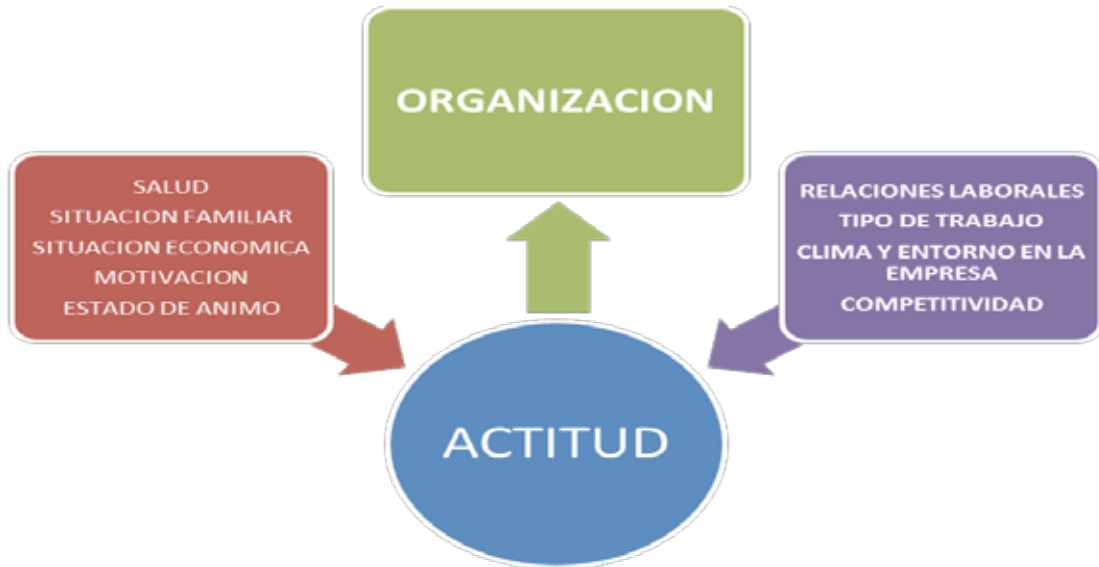 ORGANIZACION
SALUD
SITUACION FAMILIAR
SITUACION ECONOMICA
MOTIVACION
ESTADO DE ANIMO
RELACIONES LABORALES
TIPO DE TRABAJO
CLIMA Y ENTORNO EN LA
EMPRESA
COMPETITIVIDAD
ACTITUD